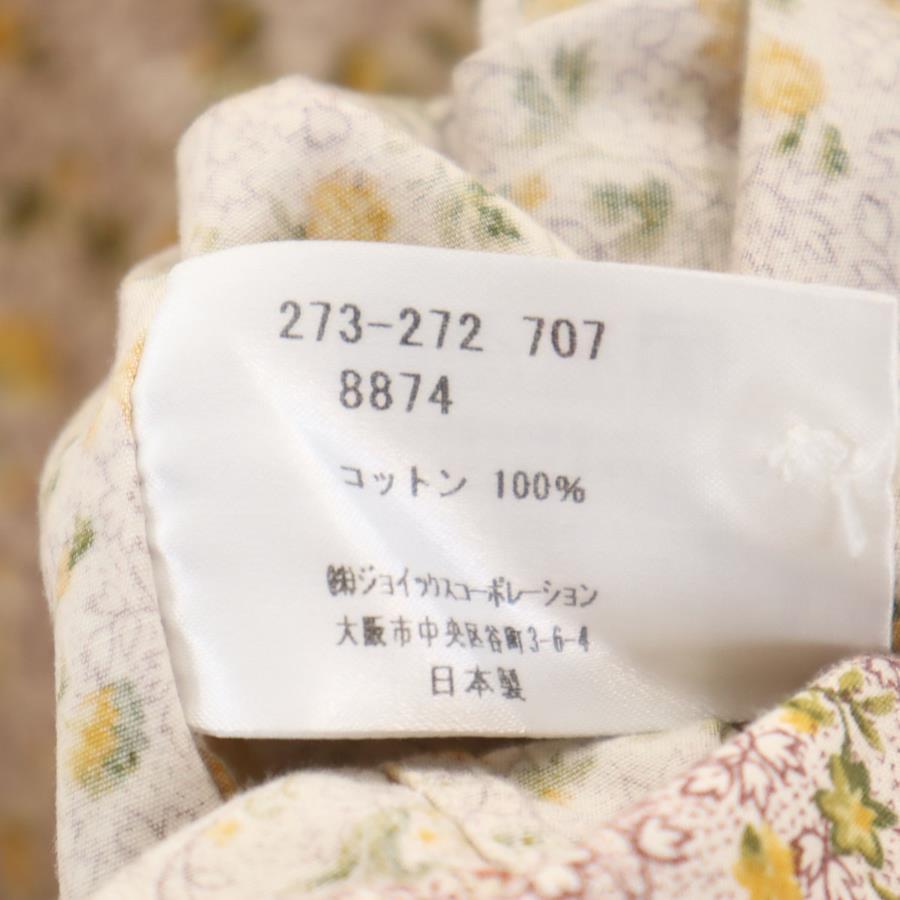 273-272 707
8874
コットン 100%
㈱ジョイックスコーポレーション
大阪市中央区谷町3-6-4
日本製